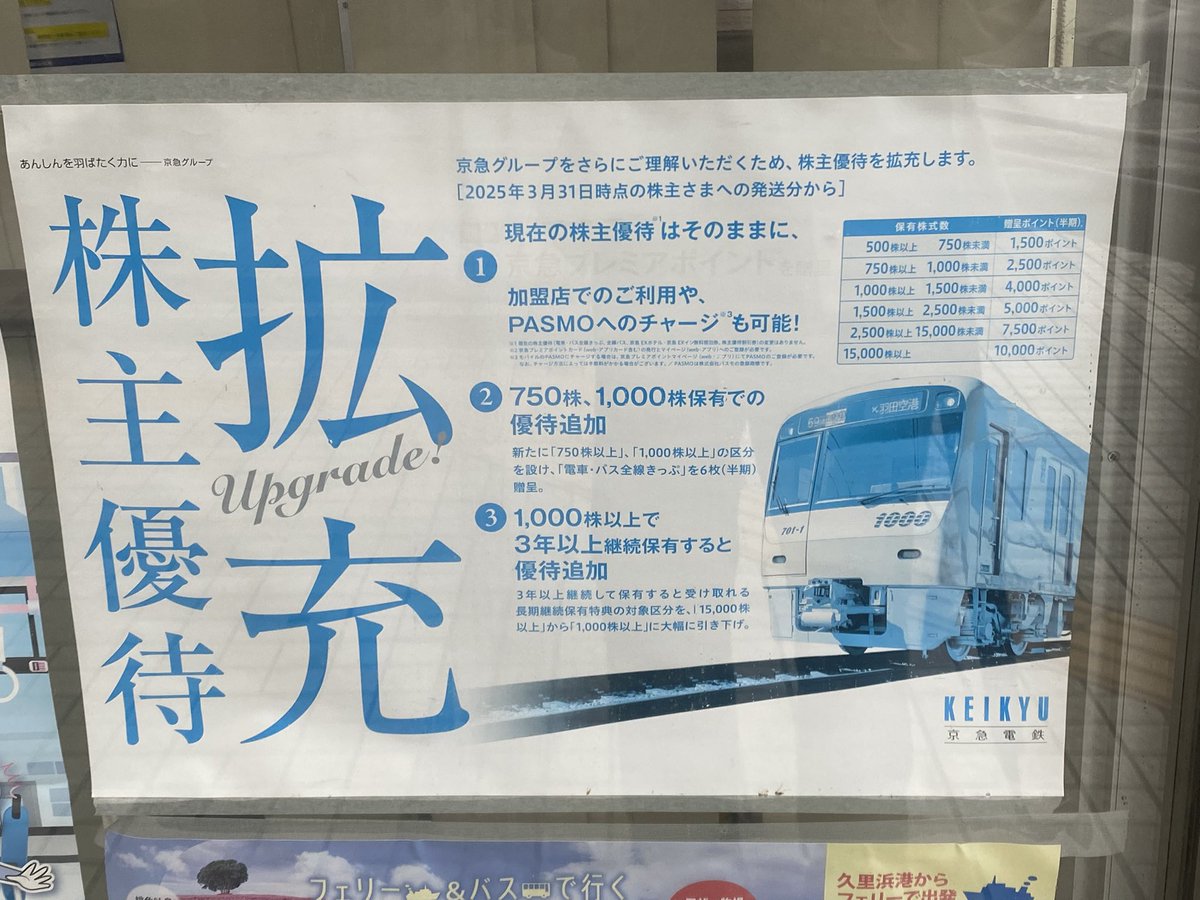 あんしんを羽ばたく力に──京急グループ
株主優待
拡充
Upgrade!
京急グループをさらにご理解いただくため、株主優待を拡充します。
[2025年3月31日時点の株主さまへの発送分から]
1
現在の株主優待※1はそのままに、
京急プレミアポイントを贈呈
加盟店でのご利用や、
PASMOへのチャージ※3も可能!
保有株式数 贈呈ポイント(半期)
500株以上 750株未満 1,500ポイント
750株以上 1,000株未満 2,500ポイント
1,000株以上 1,500株未満 4,000ポイント
1,500株以上 2,500株未満 5,000ポイント
2,500株以上 15,000株未満 7,500ポイント
15,000株以上 10,000ポイント
2
750株、1,000株保有での
優待追加
新たに「750株以上」、「1,000株以上」の区分
を設け、「電車・バス全線きっぷ」を6枚(半期)
贈呈。
3
1,000株以上で
3年以上継続保有すると
優待追加
3年以上継続して保有すると受け取れる
長期継続保有特典の対象区分を、「15,000株
以上」から「1,000株以上」に大幅に引き下げ。
羽田空港
701-1
1000
KEIKYU
京急電鉄
フェリー&バスで行く
久里浜港から
フェリーで出発